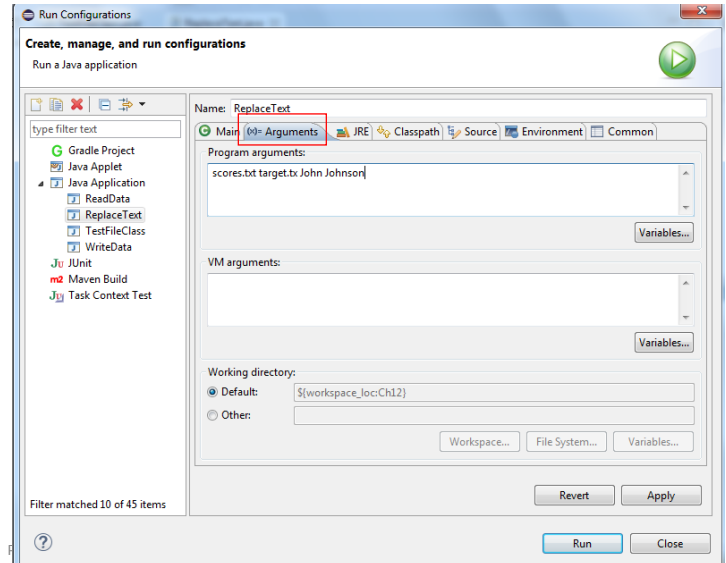 Run Configurations
Create, manage, and run configurations
Run a Java application
type filter text
Gradle Project
Java Applet
Java Application
ReadData
ReplaceText
TestFileClass
WriteData
JUnit
Maven Build
Task Context Test
Filter matched 10 of 45 items
Name: ReplaceText
Main (x)= Arguments JRE Classpath Source Environment Common
Program arguments:
scores.txt target.tx John Johnson
Variables...
VM arguments:
Variables...
Working directory:
Default: ${workspace_loc:Ch12}
Other:
Workspace... File System... Variables...
Revert Apply
Run Close